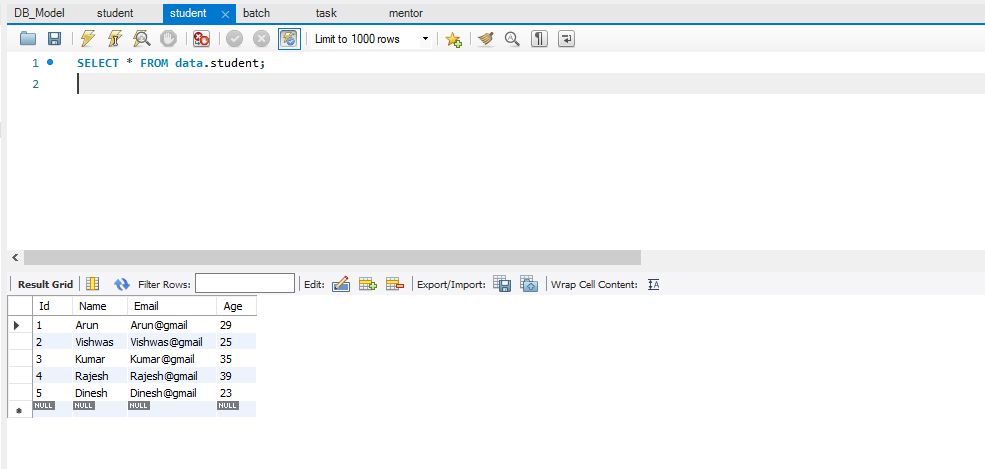 DB_Model student student batch task mentor
Limit to 1000 rows
1 SELECT * FROM data.student;
2
Result Grid Filter Rows: Edit: Export/Import: Wrap Cell Content:
Id Name Email Age
1 Arun Arun@gmail 29
2 Vishwas Vishwas@gmail 25
3 Kumar Kumar@gmail 35
4 Rajesh Rajesh@gmail 39
5 Dinesh Dinesh@gmail 23
NULL NULL NULL NULL